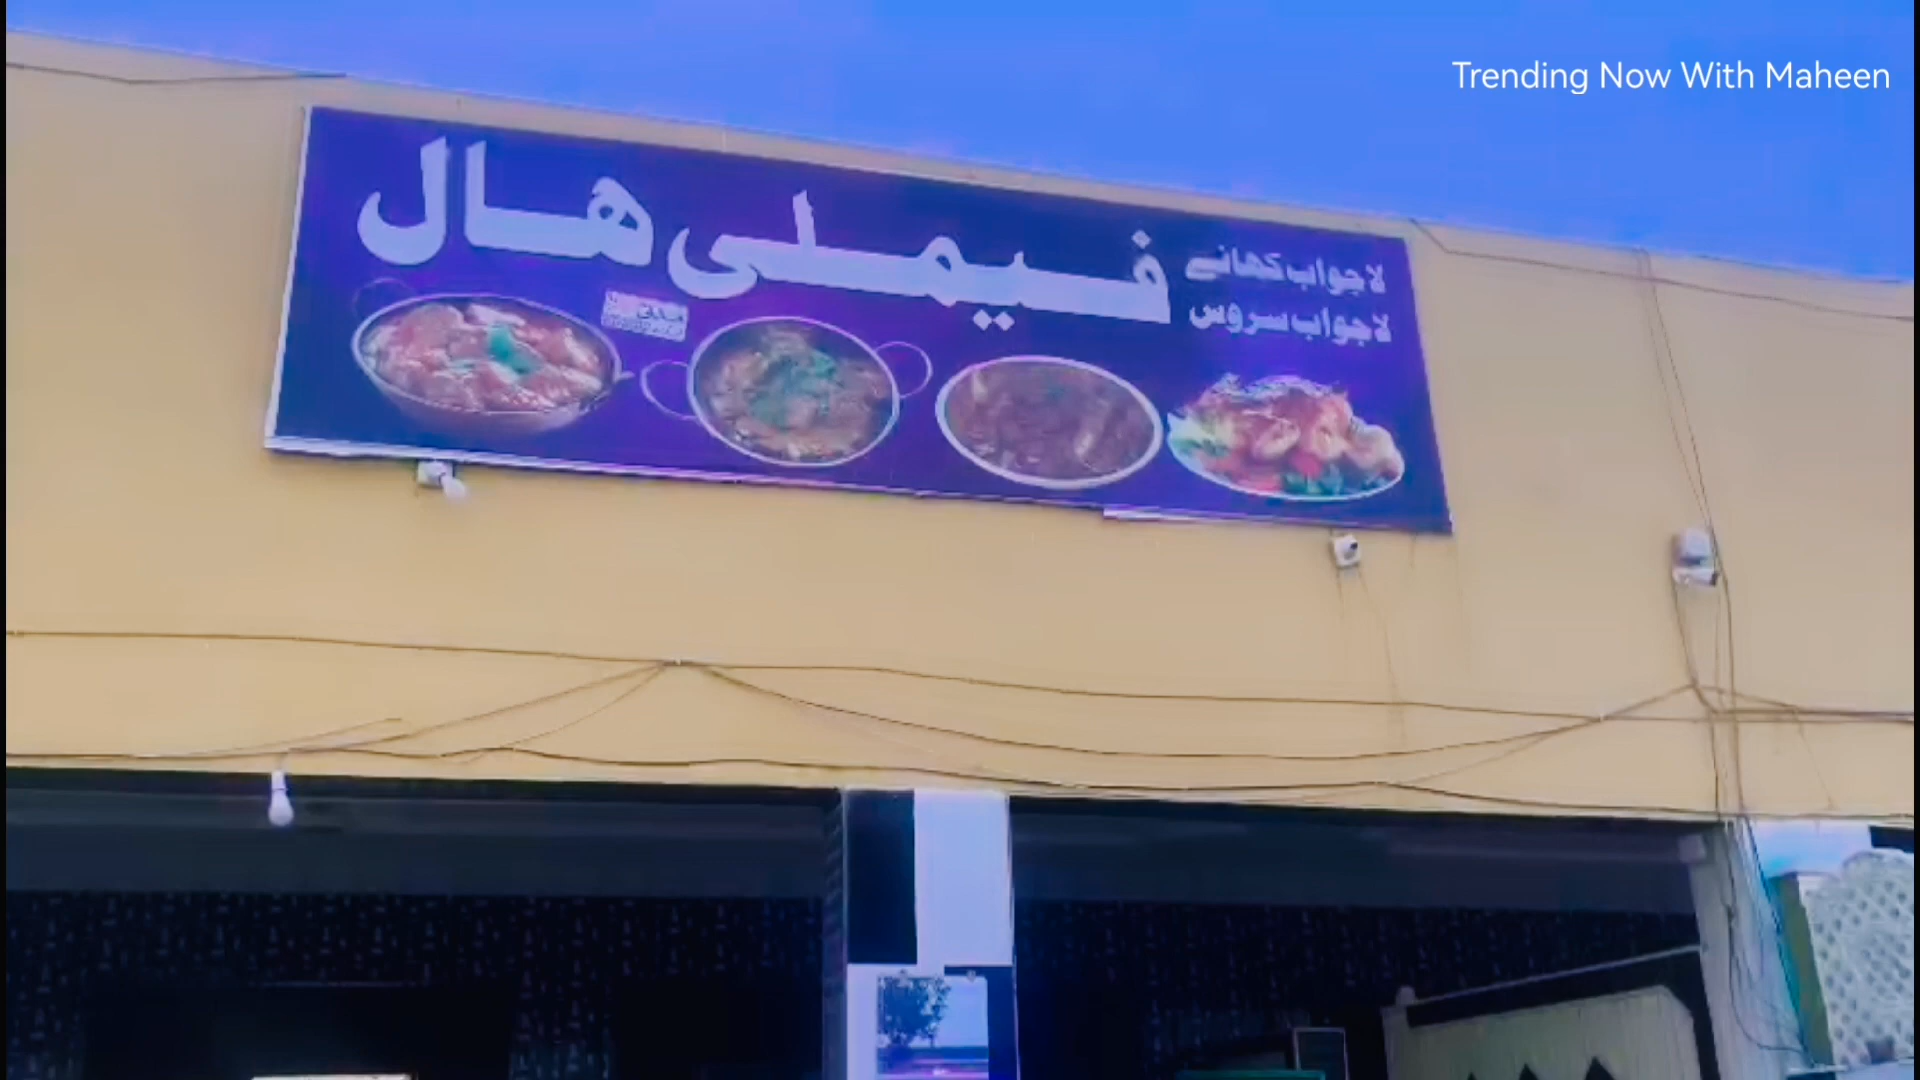 Trending Now With Maheen
لاجواب کھانے
لاجواب سروس
فیملی ہال